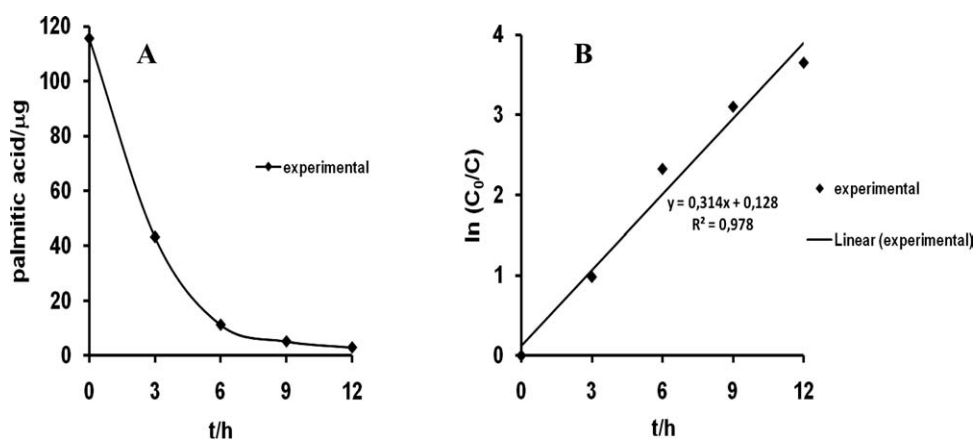 A
palmitic acid/µg
120
100
80
60
40
20
0
0 3 6 9 12
t/h
experimental
B
ln (C₀/C)
4
3
2
1
0
0 3 6 9 12
t/h
y = 0,314x + 0,128
R² = 0,978
experimental
Linear (experimental)